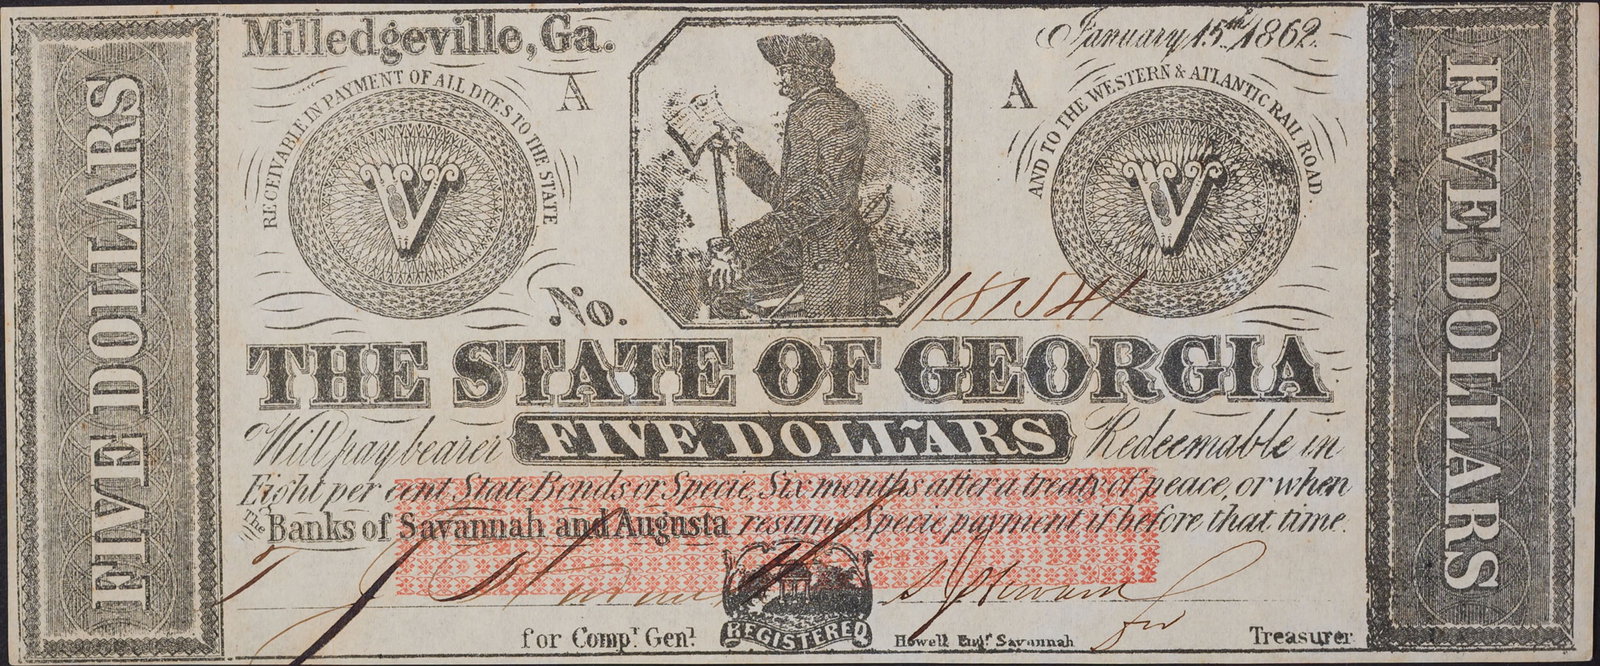 Milledgeville, Ga.
January 15th 1862.
FIVE DOLLARS
RECEIVABLE IN PAYMENT OF ALL DUES TO THE STATE
A
A
AND TO THE WESTERN & ATLANTIC RAIL ROAD
FIVE DOLLARS
V
V
No. 187541
THE STATE OF GEORGIA
Will pay bearer FIVE DOLLARS Redeemable in
Eight per cent State Bonds or Specie, Six months after a treaty of peace, or when
The Banks of Savannah and Augusta resume Specie payment if before that time.
for
for Compr. Genl.
REGISTERED
Howell Engr. Savannah
Treasurer